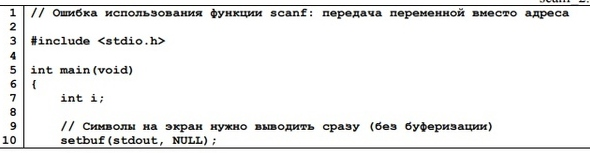 1 // Ошибка использования функции scanf: передача переменной вместо адреса
2
3 #include <stdio.h>
4
5 int main(void)
6 {
7 int i;
8
9 // Символы на экран нужно выводить сразу (без буферизации)
10 setbuf(stdout, NULL);